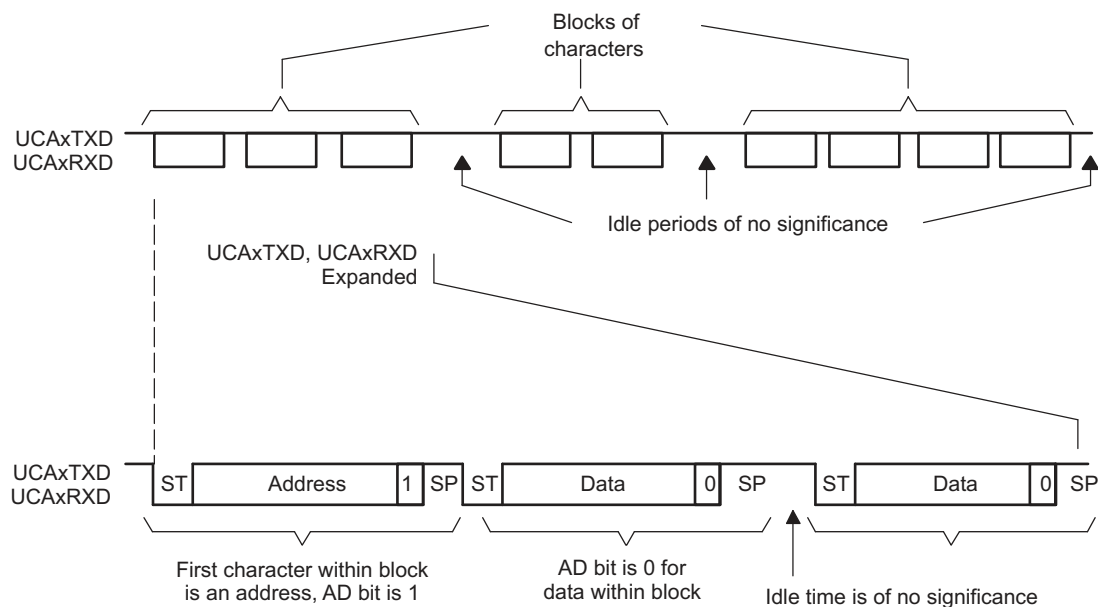 Blocks of
characters
UCAxTXD
UCAxRXD
Idle periods of no significance
UCAxTXD, UCAxRXD
Expanded
UCAxTXD
UCAxRXD
ST Address 1 SP ST Data 0 SP ST Data 0 SP
First character within block
is an address, AD bit is 1
AD bit is 0 for
data within block
Idle time is of no significance